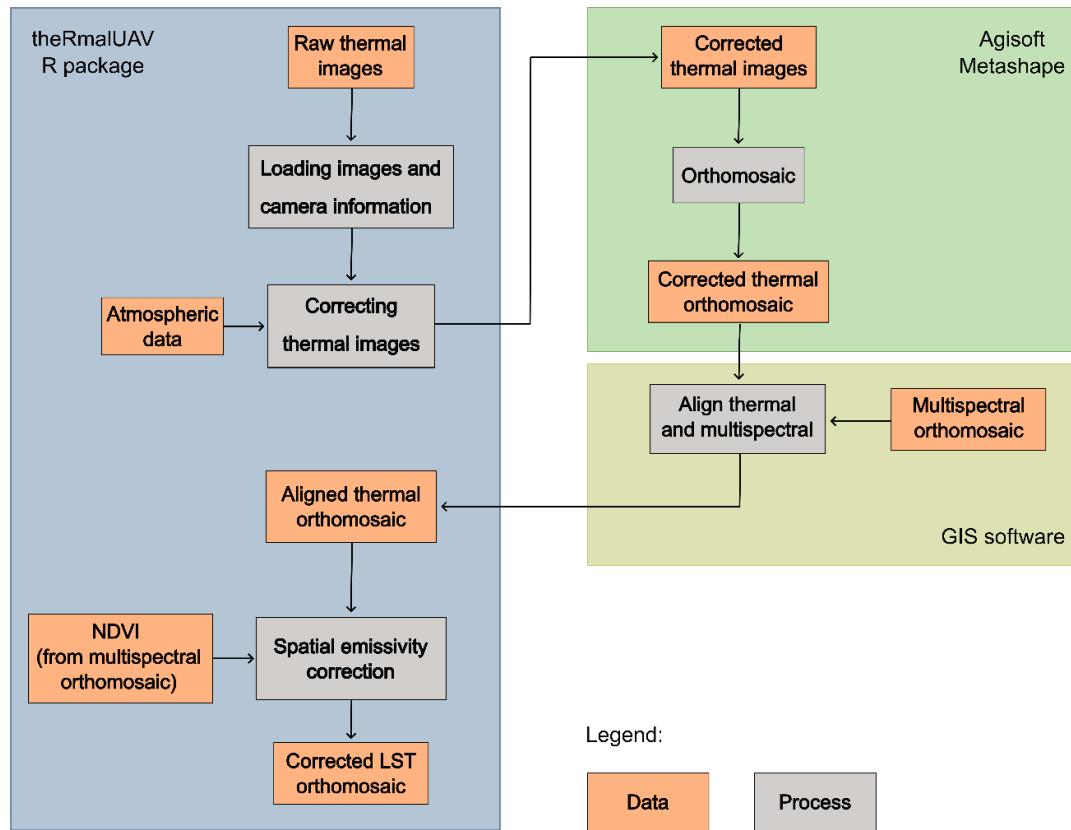 theRmalUAV
R package
Raw thermal
images
Loading images and
camera information
Atmospheric
data
Correcting
thermal images
Corrected
thermal images
Agisoft
Metashape
Orthomosaic
Corrected thermal
orthomosaic
Align thermal
and multispectral
Multispectral
orthomosaic
GIS software
Aligned thermal
orthomosaic
NDVI
(from multispectral
orthomosaic)
Spatial emissivity
correction
Corrected LST
orthomosaic
Legend:
Data
Process